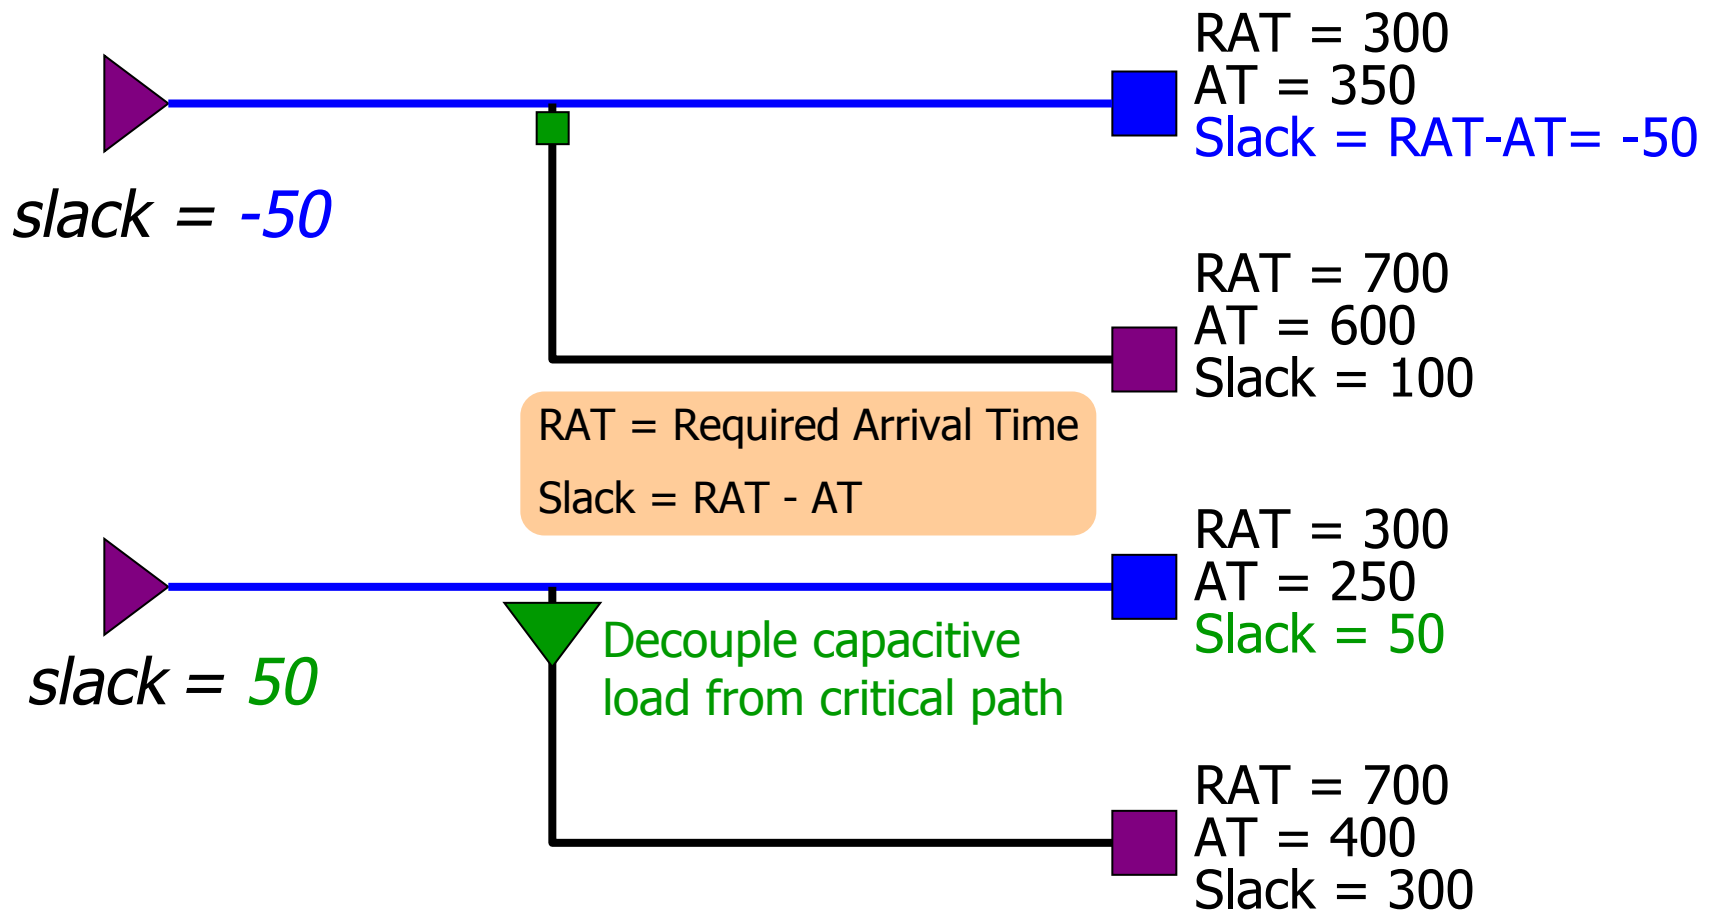 RAT = 300
AT = 350
Slack = RAT-AT= -50
slack = -50
RAT = 700
AT = 600
Slack = 100
RAT = Required Arrival Time
Slack = RAT - AT
RAT = 300
AT = 250
Slack = 50
Decouple capacitive
load from critical path
slack = 50
RAT = 700
AT = 400
Slack = 300